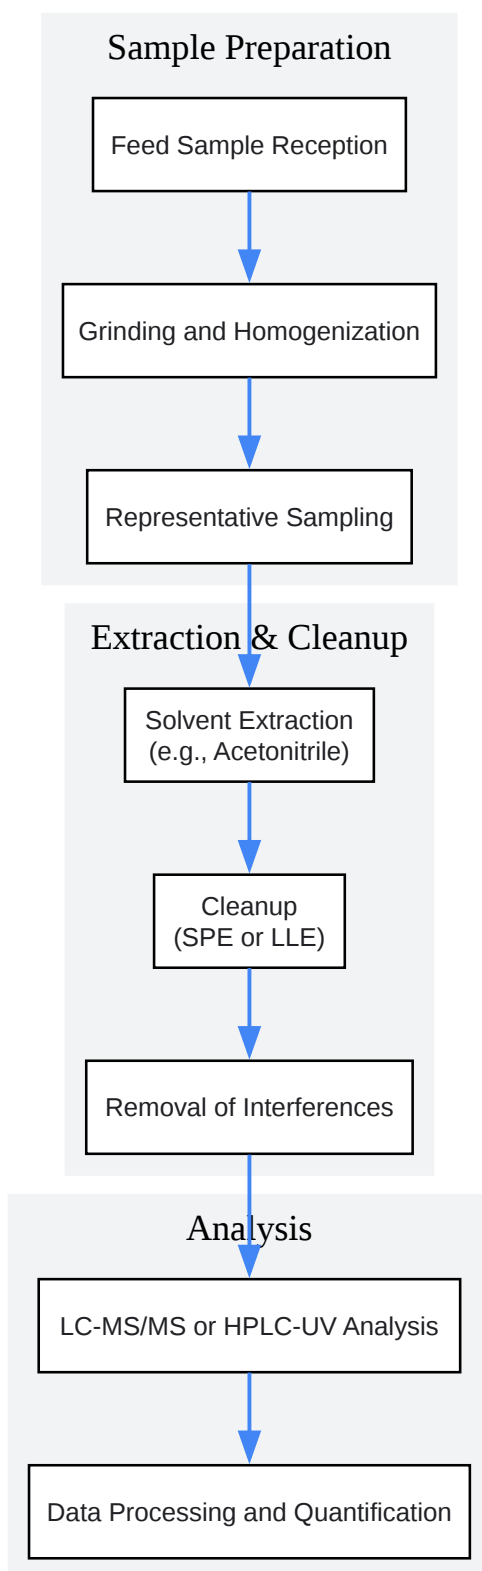 Sample Preparation
Feed Sample Reception
Grinding and Homogenization
Representative Sampling
Extraction & Cleanup
Solvent Extraction
(e.g., Acetonitrile)
Cleanup
(SPE or LLE)
Removal of Interferences
Analysis
LC-MS/MS or HPLC-UV Analysis
Data Processing and Quantification